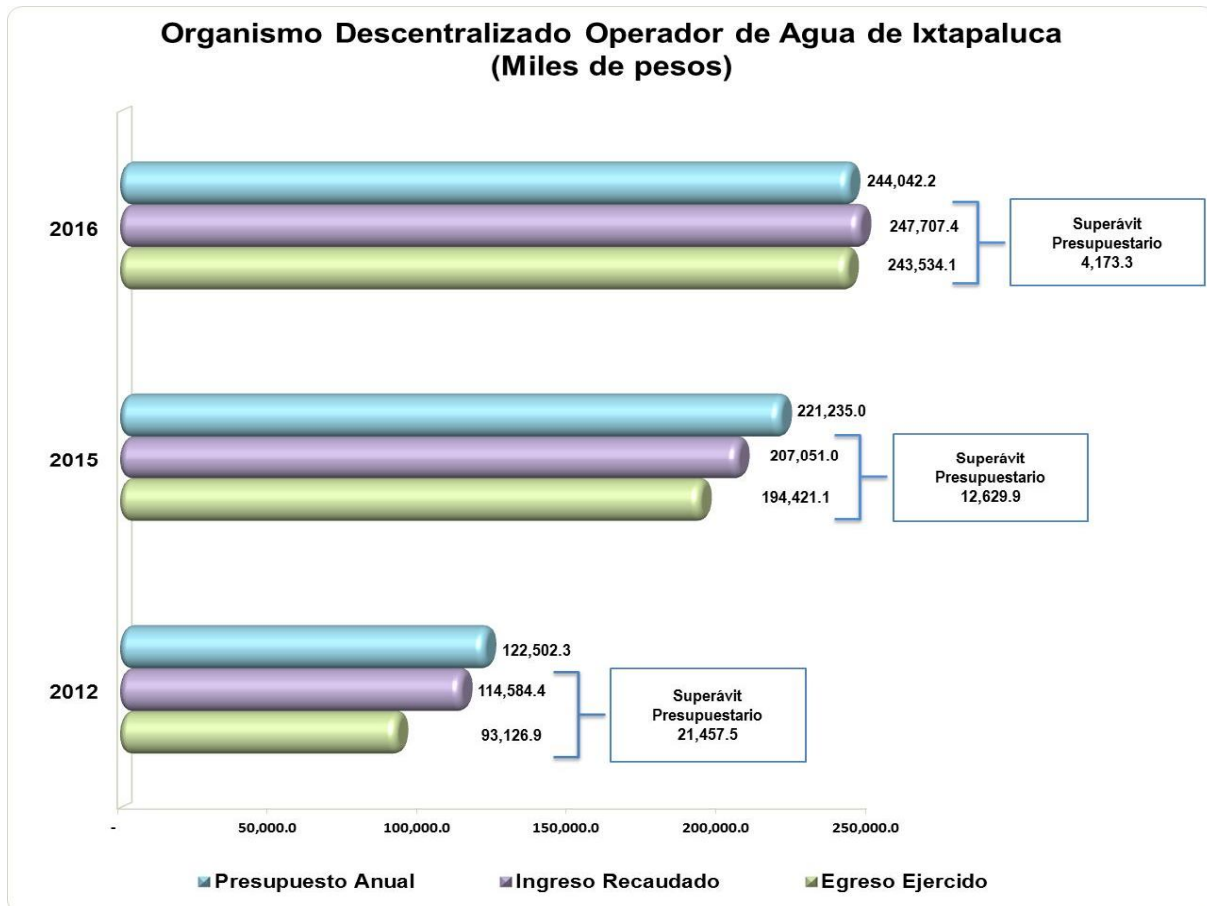 Organismo Descentralizado Operador de Agua de Ixtapaluca
(Miles de pesos)
2016
244,042.2
247,707.4
243,534.1
Superávit
Presupuestario
4,173.3
2015
221,235.0
207,051.0
194,421.1
Superávit
Presupuestario
12,629.9
2012
122,502.3
114,584.4
93,126.9
Superávit
Presupuestario
21,457.5
- 50,000.0 100,000.0 150,000.0 200,000.0 250,000.0
Presupuesto Anual Ingreso Recaudado Egreso Ejercido